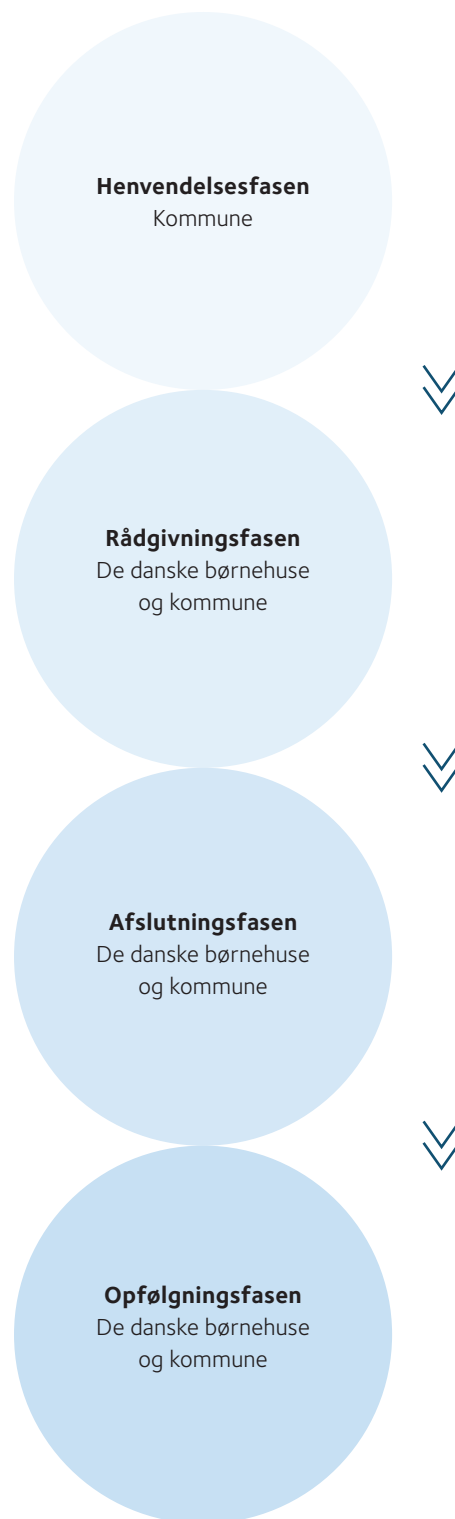 Henvendelsesfasen
Kommune
Rådgivningsfasen
De danske børnehuse
og kommune
Afslutningsfasen
De danske børnehuse
og kommune
Opfølgningsfasen
De danske børnehuse
og kommune